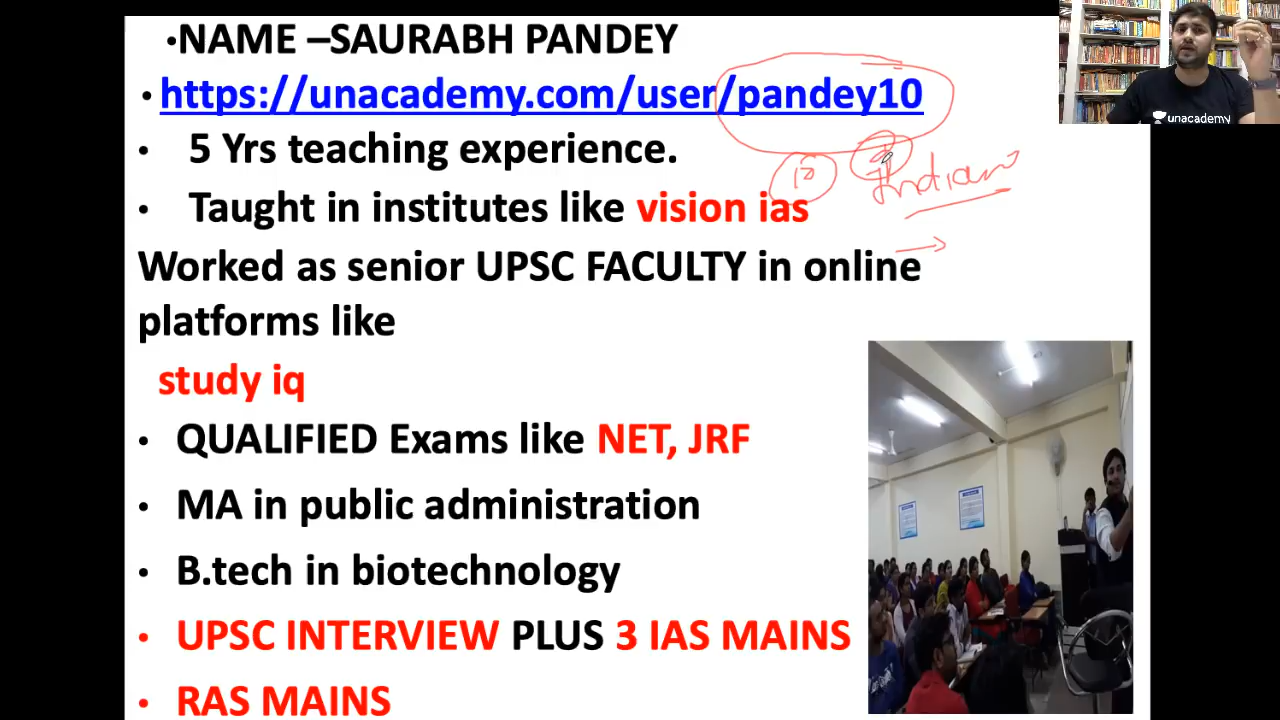 •NAME –SAURABH PANDEY
• https://unacademy.com/user/pandey10
• 5 Yrs teaching experience.
• Taught in institutes like vision ias
Worked as senior UPSC FACULTY in online
platforms like
study iq
• QUALIFIED Exams like NET, JRF
• MA in public administration
• B.tech in biotechnology
• UPSC INTERVIEW PLUS 3 IAS MAINS
• RAS MAINS
unacademy